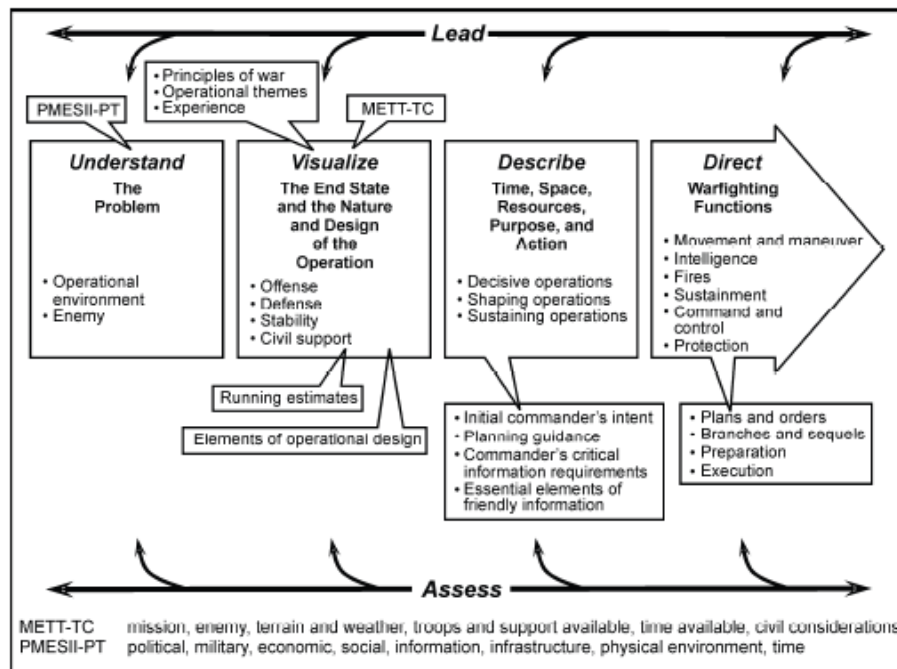 Lead
• Principles of war
• Operational themes
• Experience
PMESII-PT
METT-TC
Understand
The
Problem
• Operational
environment
• Enemy
Visualize
The End State
and the Nature
and Design
of the
Operation
• Offense
• Defense
• Stability
• Civil support
Describe
Time, Space,
Resources,
Purpose, and
Action
• Decisive operations
• Shaping operations
• Sustaining operations
Direct
Warfighting
Functions
• Movement and maneuver
• Intelligence
• Fires
• Sustainment
• Command and
control
• Protection
Running estimates
Elements of operational design
• Initial commander's intent
• Planning guidance
• Commander's critical
information requirements
• Essential elements of
friendly information
• Plans and orders
• Branches and sequels
• Preparation
• Execution
Assess
METT-TC mission, enemy, terrain and weather, troops and support available, time available, civil considerations
PMESII-PT political, military, economic, social, information, infrastructure, physical environment, time